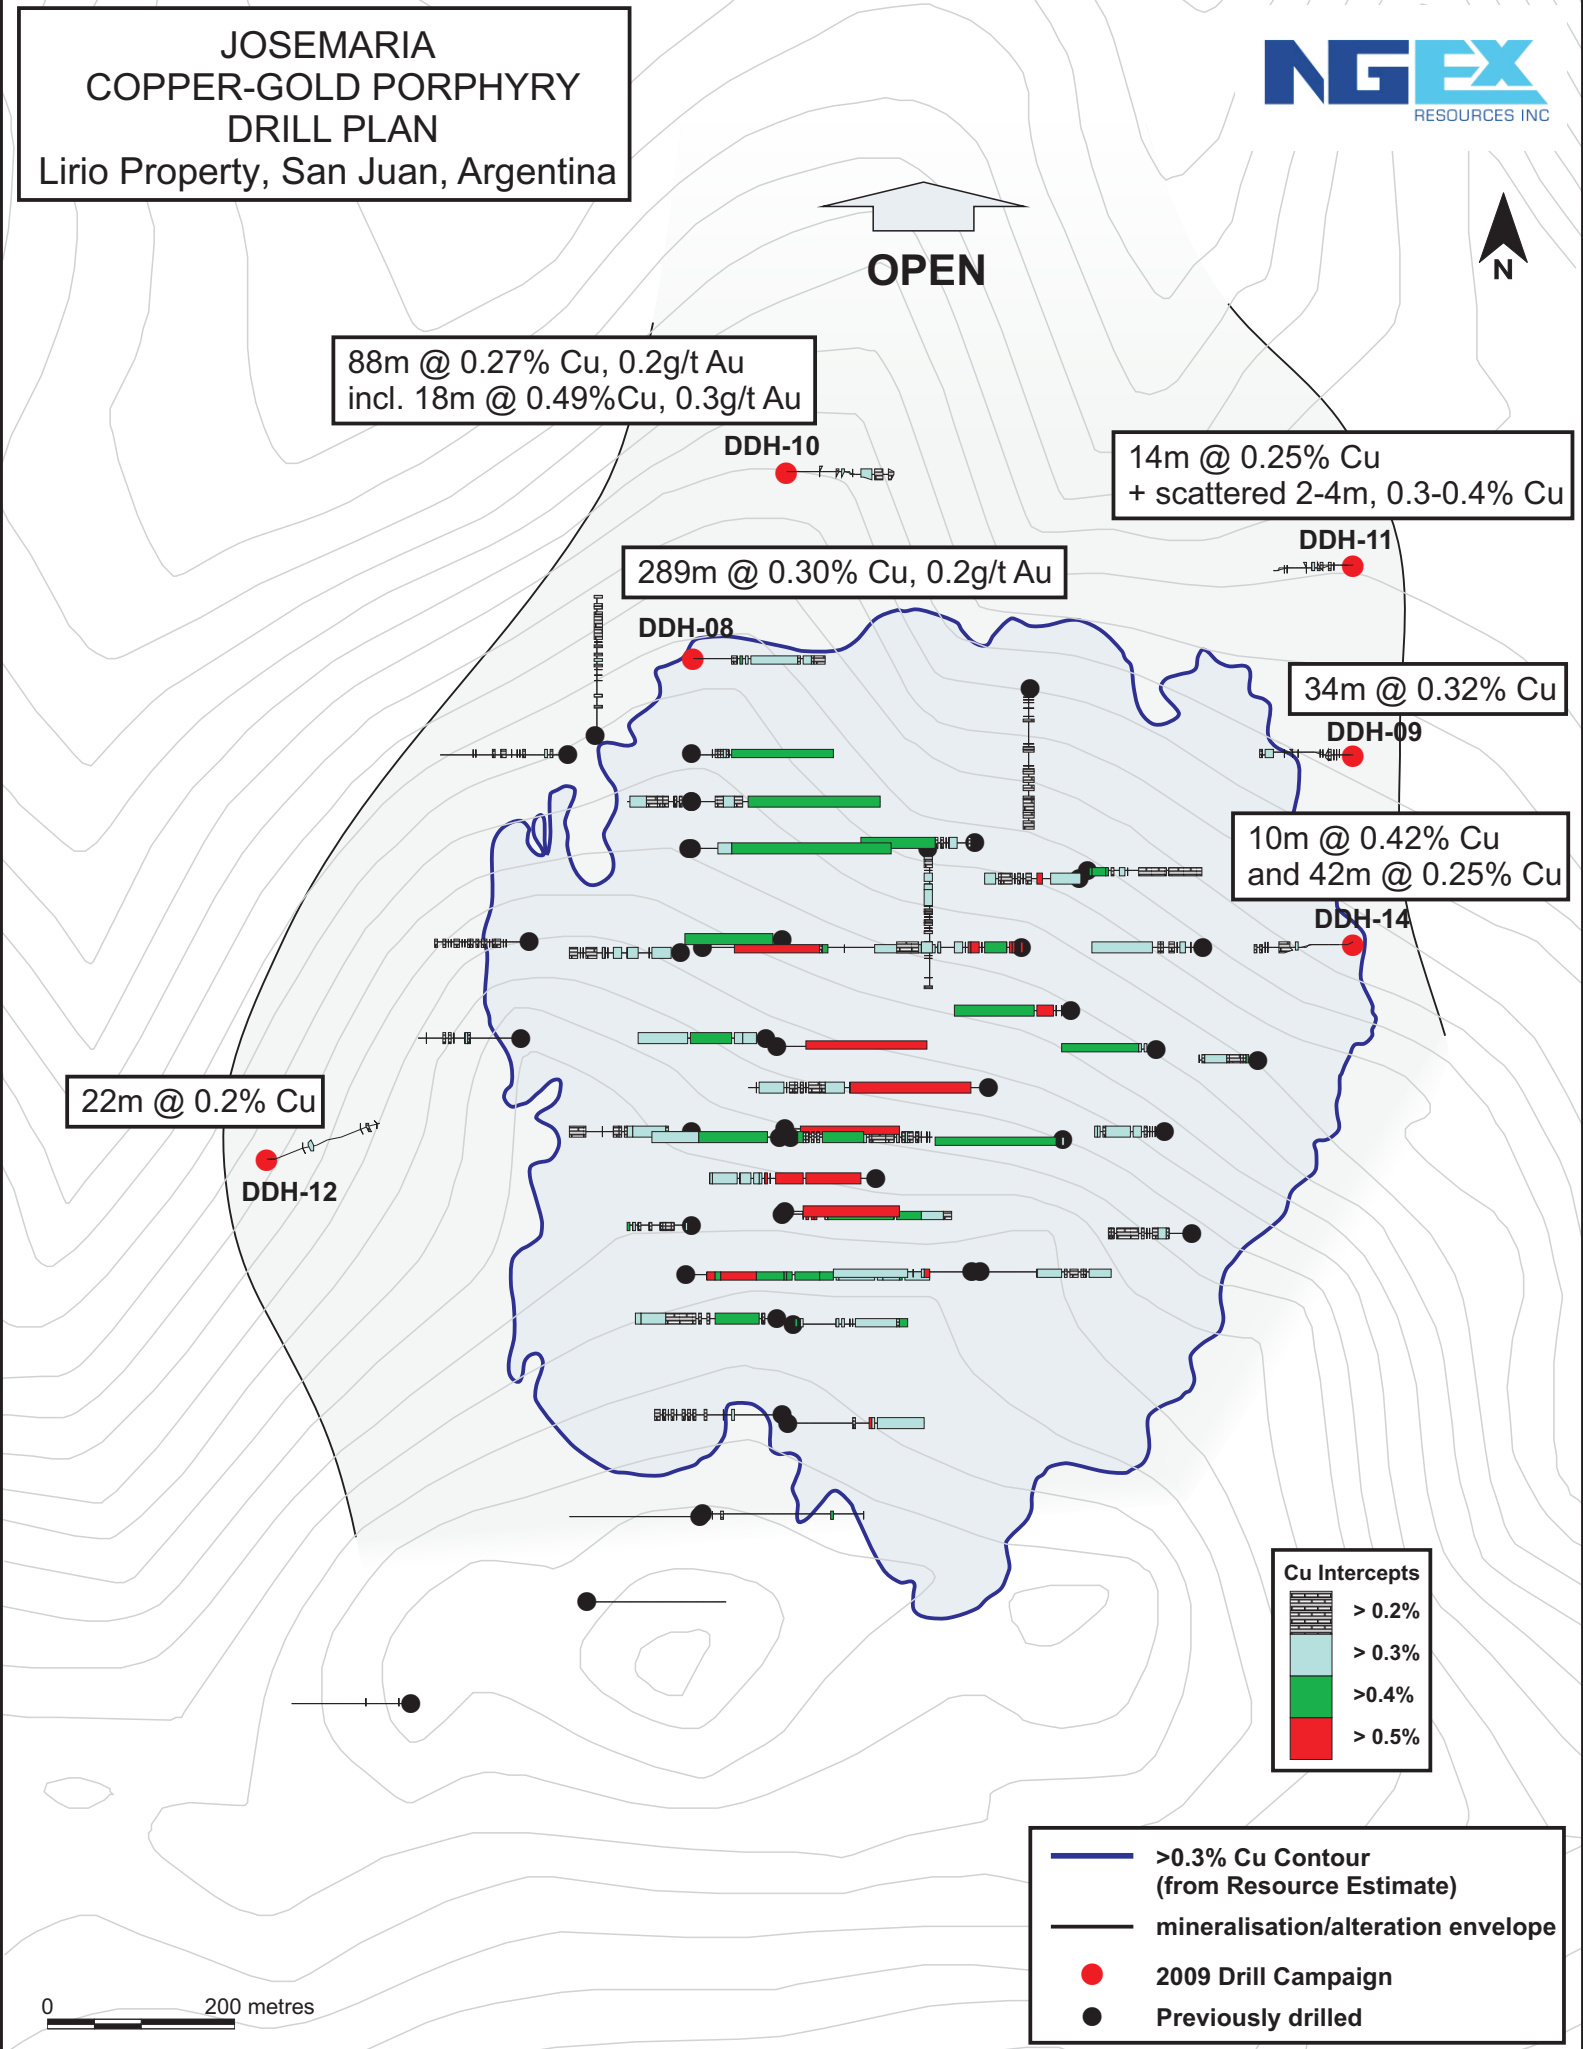 JOSEMARIA
COPPER-GOLD PORPHYRY
DRILL PLAN
Lirio Property, San Juan, Argentina
NGEX
RESOURCES INC
N
OPEN
88m @ 0.27% Cu, 0.2g/t Au
incl. 18m @ 0.49%Cu, 0.3g/t Au
DDH-10
14m @ 0.25% Cu
+ scattered 2-4m, 0.3-0.4% Cu
DDH-11
289m @ 0.30% Cu, 0.2g/t Au
DDH-08
34m @ 0.32% Cu
DDH-09
10m @ 0.42% Cu
and 42m @ 0.25% Cu
DDH-14
22m @ 0.2% Cu
DDH-12
Cu Intercepts
> 0.2%
> 0.3%
>0.4%
> 0.5%
>0.3% Cu Contour
(from Resource Estimate)
mineralisation/alteration envelope
2009 Drill Campaign
Previously drilled
0 200 metres